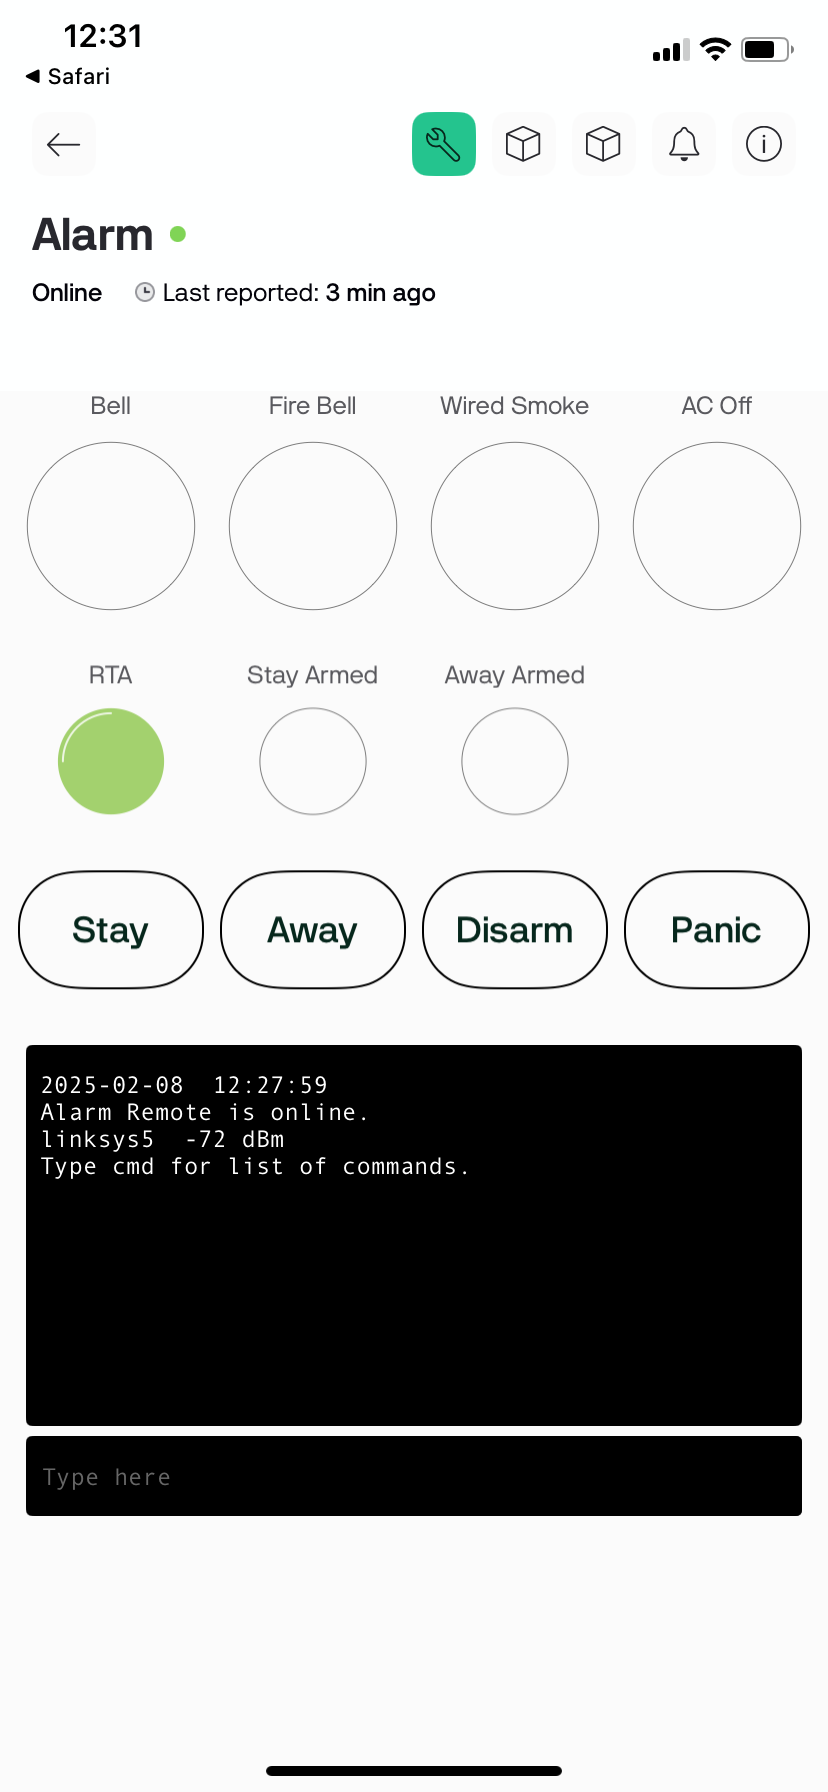 12:31
◀ Safari
Alarm
Online Last reported: 3 min ago
Bell Fire Bell Wired Smoke AC Off
RTA Stay Armed Away Armed
Stay Away Disarm Panic
2025-02-08 12:27:59
Alarm Remote is online.
linksys5 -72 dBm
Type cmd for list of commands.
Type here